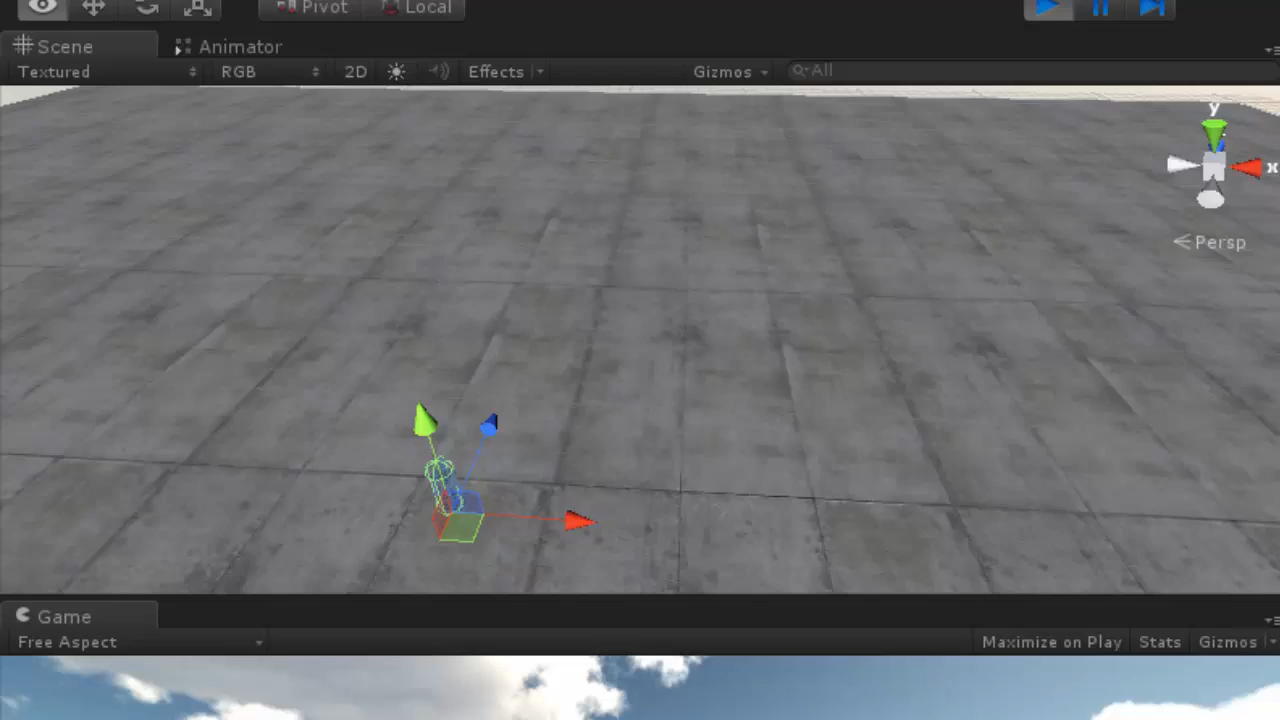 Pivot Local
Scene Animator
Textured RGB 2D Effects Gizmos All
y
x
Persp
Game
Free Aspect Maximize on Play Stats Gizmos